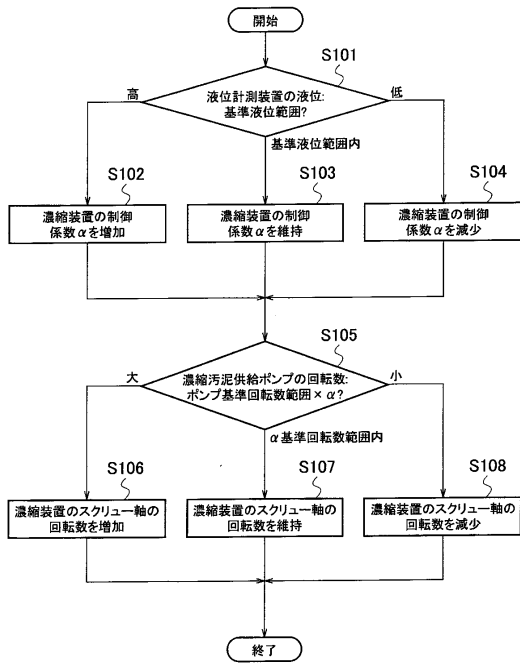 開始
S101
液位計測装置の液位:
基準液位範囲?
高
低
基準液位範囲内
S102
S103
S104
濃縮装置の制御
係数αを増加
濃縮装置の制御
係数αを維持
濃縮装置の制御
係数αを減少
S105
濃縮汚泥供給ポンプの回転数:
ポンプ基準回転数範囲×α?
大
小
α基準回転数範囲内
S106
S107
S108
濃縮装置のスクリュー軸の
回転数を増加
濃縮装置のスクリュー軸の
回転数を維持
濃縮装置のスクリュー軸の
回転数を減少
終了